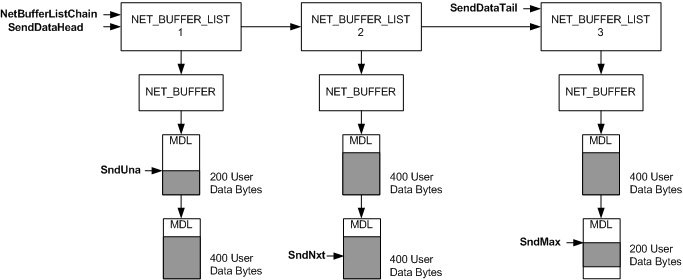 NetBufferListChain
SendDataHead
NET_BUFFER_LIST
1
NET_BUFFER_LIST
2
SendDataTail
NET_BUFFER_LIST
3
NET_BUFFER
NET_BUFFER
NET_BUFFER
MDL
MDL
MDL
SndUna
200 User
Data Bytes
400 User
Data Bytes
400 User
Data Bytes
MDL
MDL
MDL
400 User
Data Bytes
SndNxt
400 User
Data Bytes
SndMax
200 User
Data Bytes